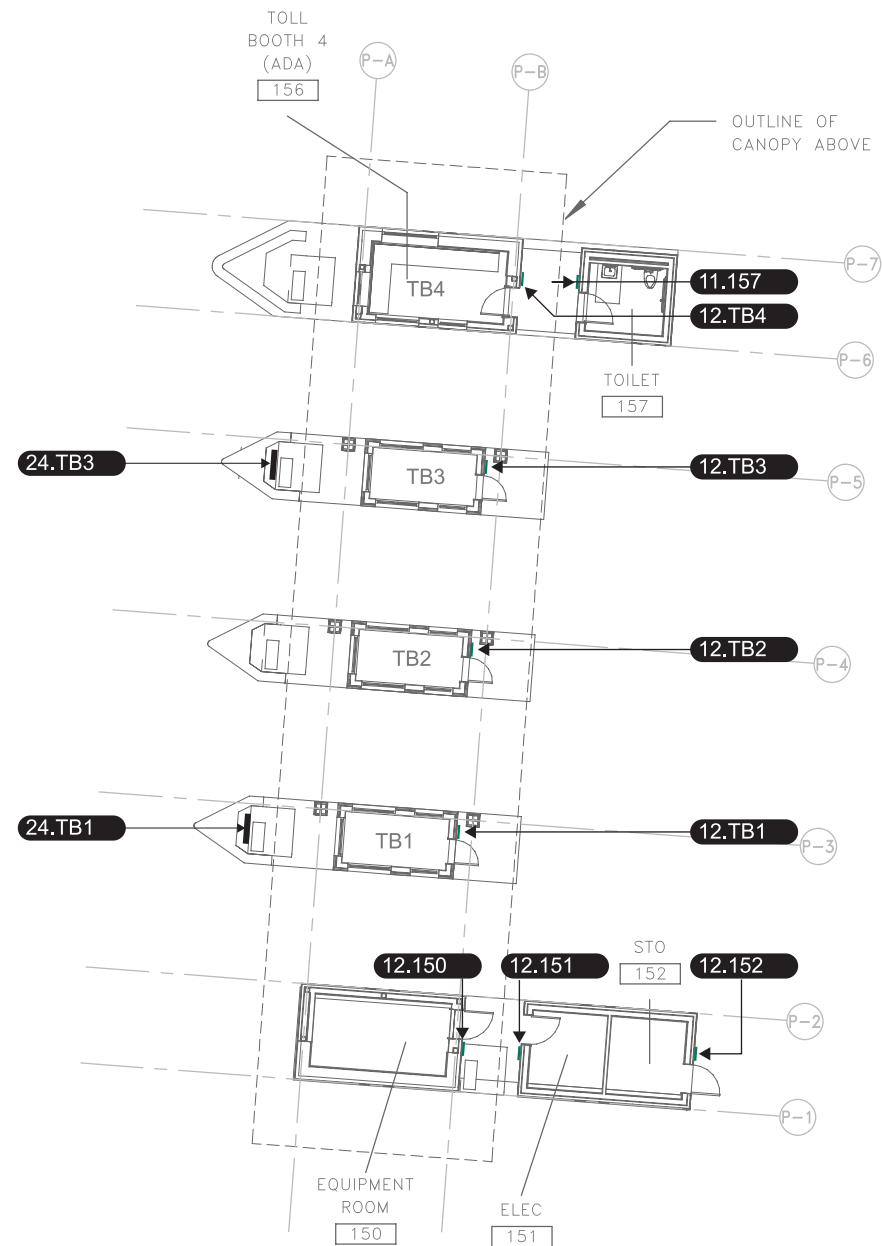 TOLL
BOOTH 4
(ADA)
156
P-A
P-B
OUTLINE OF
CANOPY ABOVE
P-7
TB4
11.157
12.TB4
P-6
TOILET
157
24.TB3
TB3
12.TB3
P-5
TB2
12.TB2
P-4
24.TB1
TB1
12.TB1
P-3
STO
152
12.150
12.151
12.152
P-2
P-1
EQUIPMENT
ROOM
150
ELEC
151